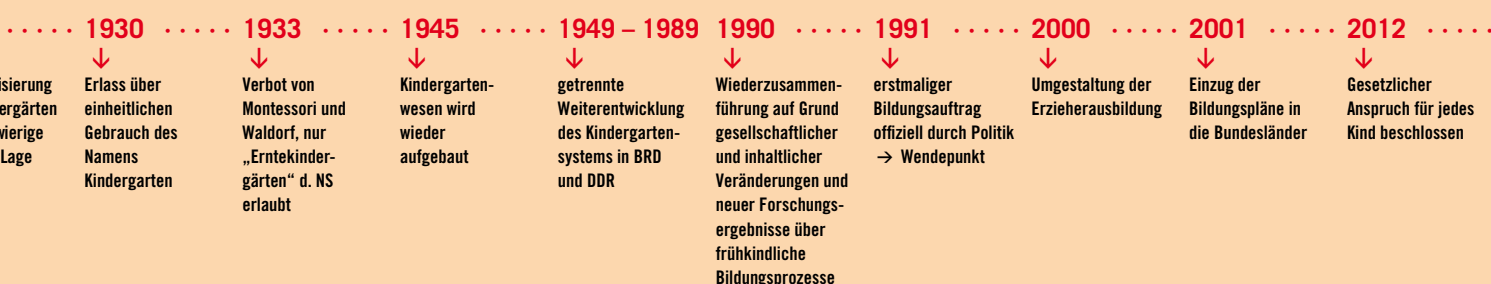 1930
↓
Erlass über
einheitlichen
Gebrauch des
Namens
Kindergarten
1933
↓
Verbot von
Montessori und
Waldorf, nur
„Erntekinder-
gärten“ d. NS
erlaubt
1945
↓
Kindergarten-
wesen wird
wieder
aufgebaut
1949 – 1989
↓
getrennte
Weiterentwicklung
des Kindergarten-
systems in BRD
und DDR
1990
↓
Wiederzusammen-
führung auf Grund
gesellschaftlicher
und inhaltlicher
Veränderungen und
neuer Forschungs-
ergebnisse über
frühkindliche
Bildungsprozesse
1991
↓
erstmaliger
Bildungsauftrag
offiziell durch Politik
→ Wendepunkt
2000
↓
Umgestaltung der
Erzieherausbildung
2001
↓
Einzug der
Bildungspläne in
die Bundesländer
2012
↓
Gesetzlicher
Anspruch für jedes
Kind beschlossen
Lage